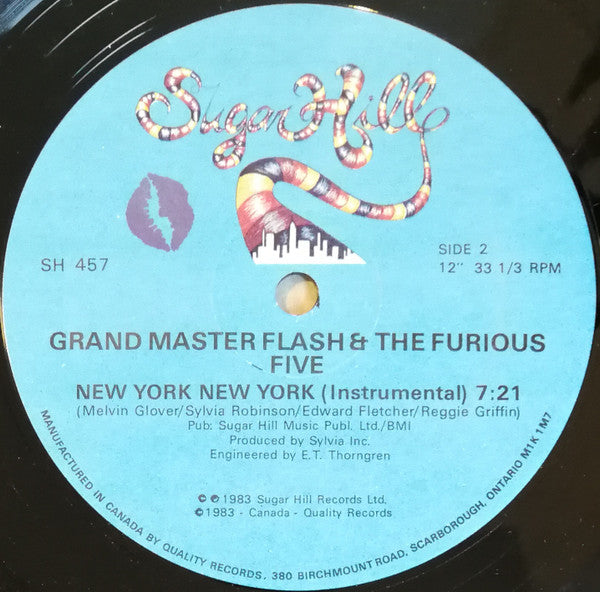 Sugar Hill
SH 457
SIDE 2
12" 33 1/3 RPM
GRAND MASTER FLASH & THE FURIOUS
FIVE
NEW YORK NEW YORK (Instrumental) 7:21
(Melvin Glover/Sylvia Robinson/Edward Fletcher/Reggie Griffin)
Pub: Sugar Hill Music Publ. Ltd./BMI
Produced by Sylvia Inc.
Engineered by E.T. Thorngren
© ℗ 1983 Sugar Hill Records Ltd.
©1983 - Canada - Quality Records
MANUFACTURED IN CANADA BY QUALITY RECORDS, 380 BIRCHMOUNT ROAD, SCARBOROUGH, ONTARIO M1K 1M7